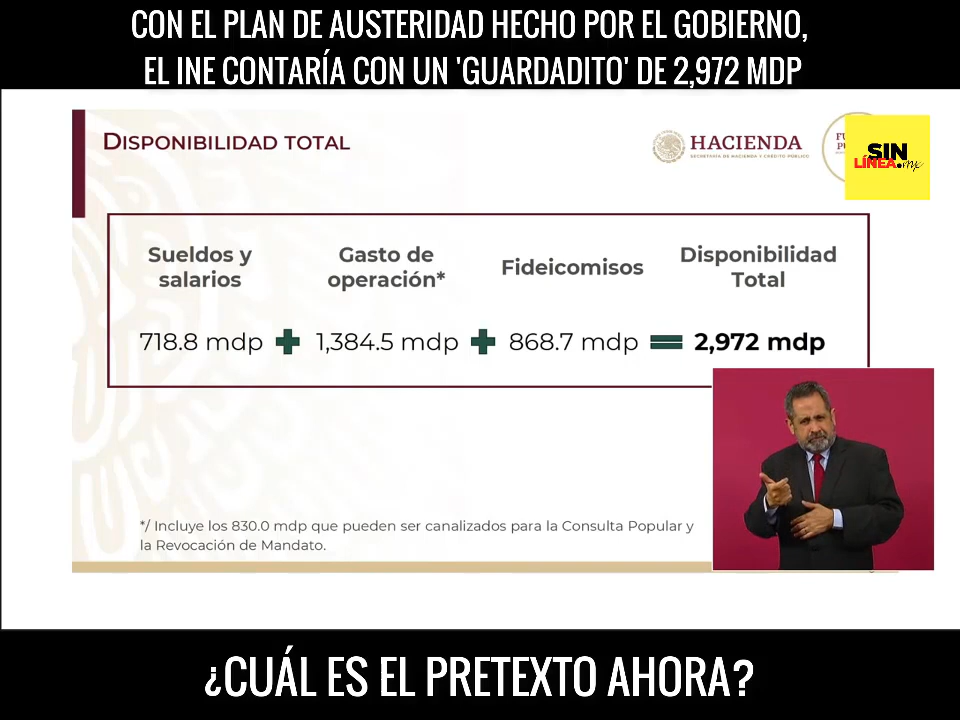 CON EL PLAN DE AUSTERIDAD HECHO POR EL GOBIERNO,
EL INE CONTARÍA CON UN 'GUARDADITO' DE 2,972 MDP
DISPONIBILIDAD TOTAL
HACIENDA
SECRETARÍA DE HACIENDA Y CRÉDITO PÚBLICO
SIN
LÍNEA.mx
Sueldos y salarios
Gasto de operación*
Fideicomisos
Disponibilidad Total
718.8 mdp + 1,384.5 mdp + 868.7 mdp = 2,972 mdp
*/ Incluye los 830.0 mdp que pueden ser canalizados para la Consulta Popular y
la Revocación de Mandato.
¿CUÁL ES EL PRETEXTO AHORA?